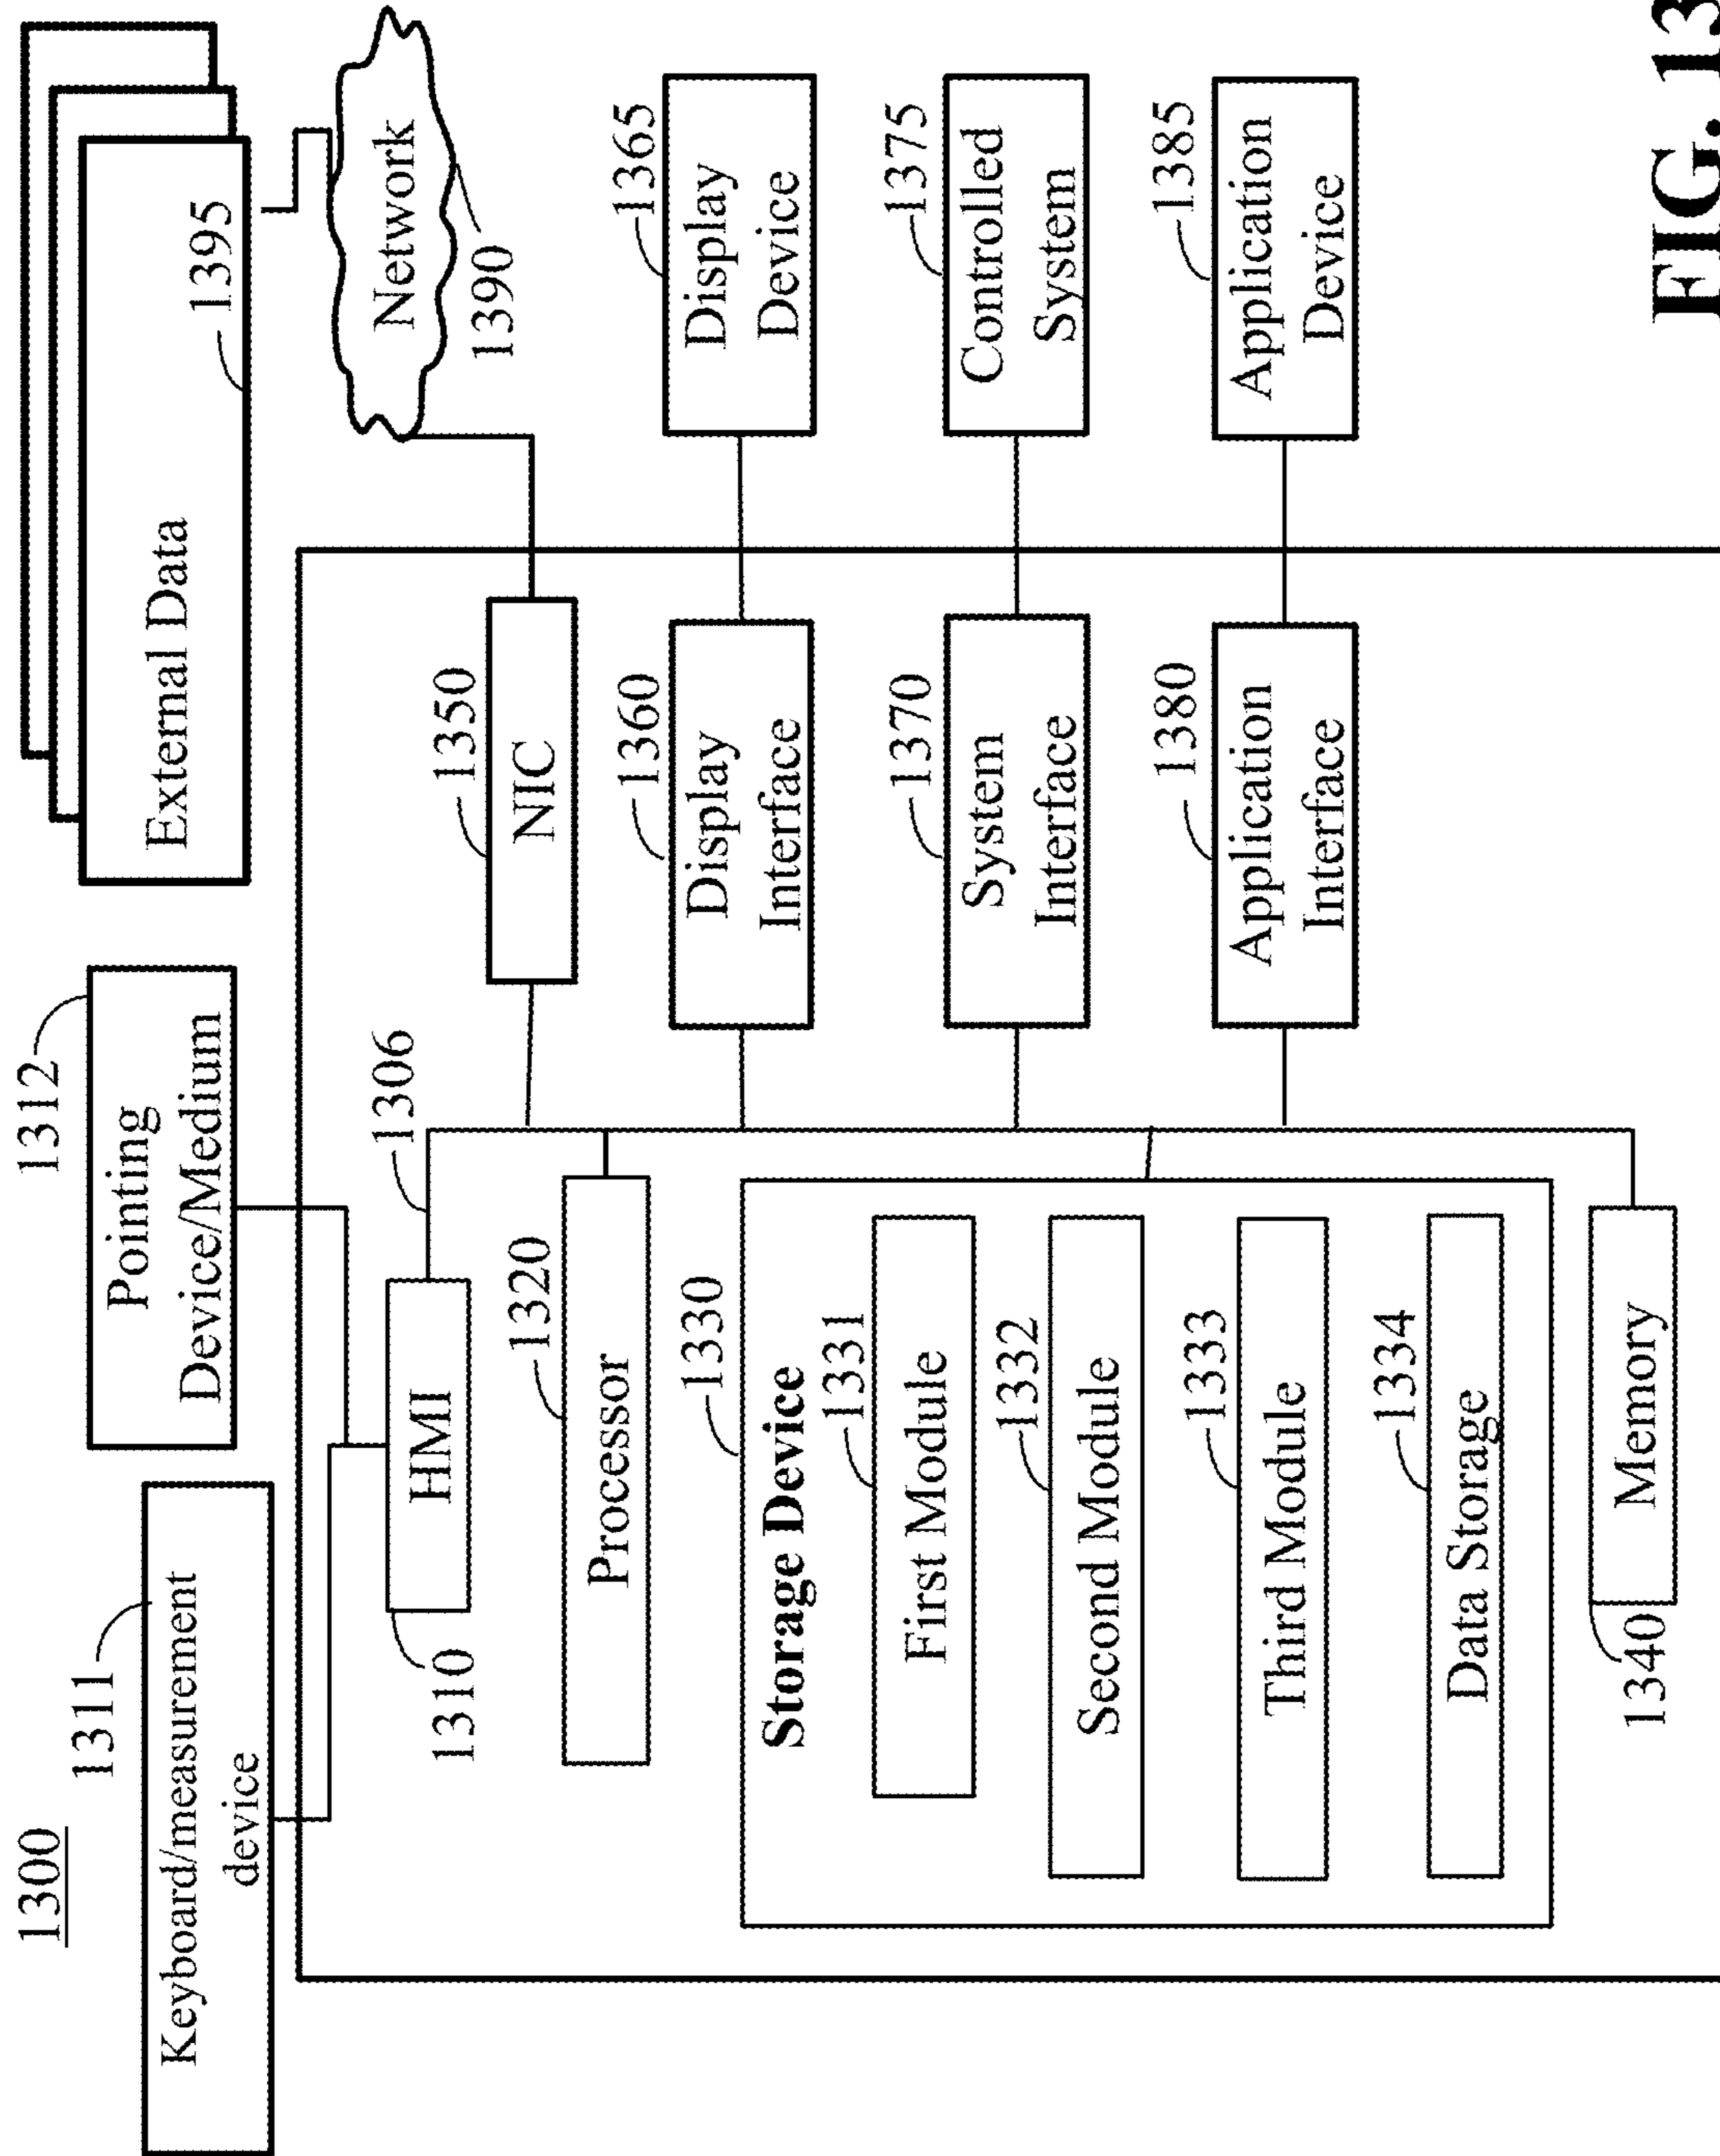 1300
1311
Keyboard/measurement
device
1312
Pointing
Device/Medium
External Data
1395
Network
1390
1310
HMI
1306
1350
NIC
1320
Processor
1360
Display
Interface
1365
Display
Device
1330
Storage Device
1331
First Module
1332
Second Module
1333
Third Module
1334
Data Storage
1370
System
Interface
1375
Controlled
System
1380
Application
Interface
1385
Application
Device
1340
Memory
FIG. 13